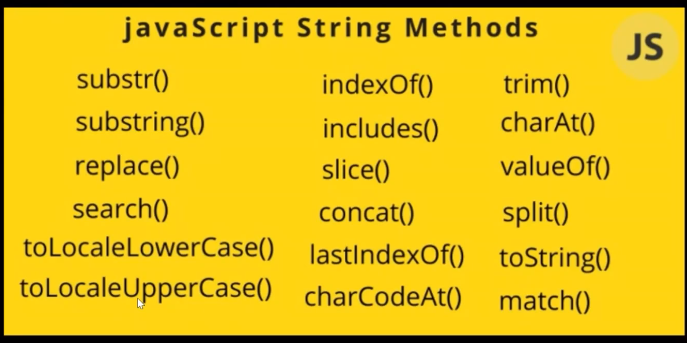 javaScript String Methods
JS
substr()
substring()
replace()
search()
toLocaleLowerCase()
toLocaleUpperCase()
indexOf()
includes()
slice()
concat()
lastIndexOf()
charCodeAt()
trim()
charAt()
valueOf()
split()
toString()
match()